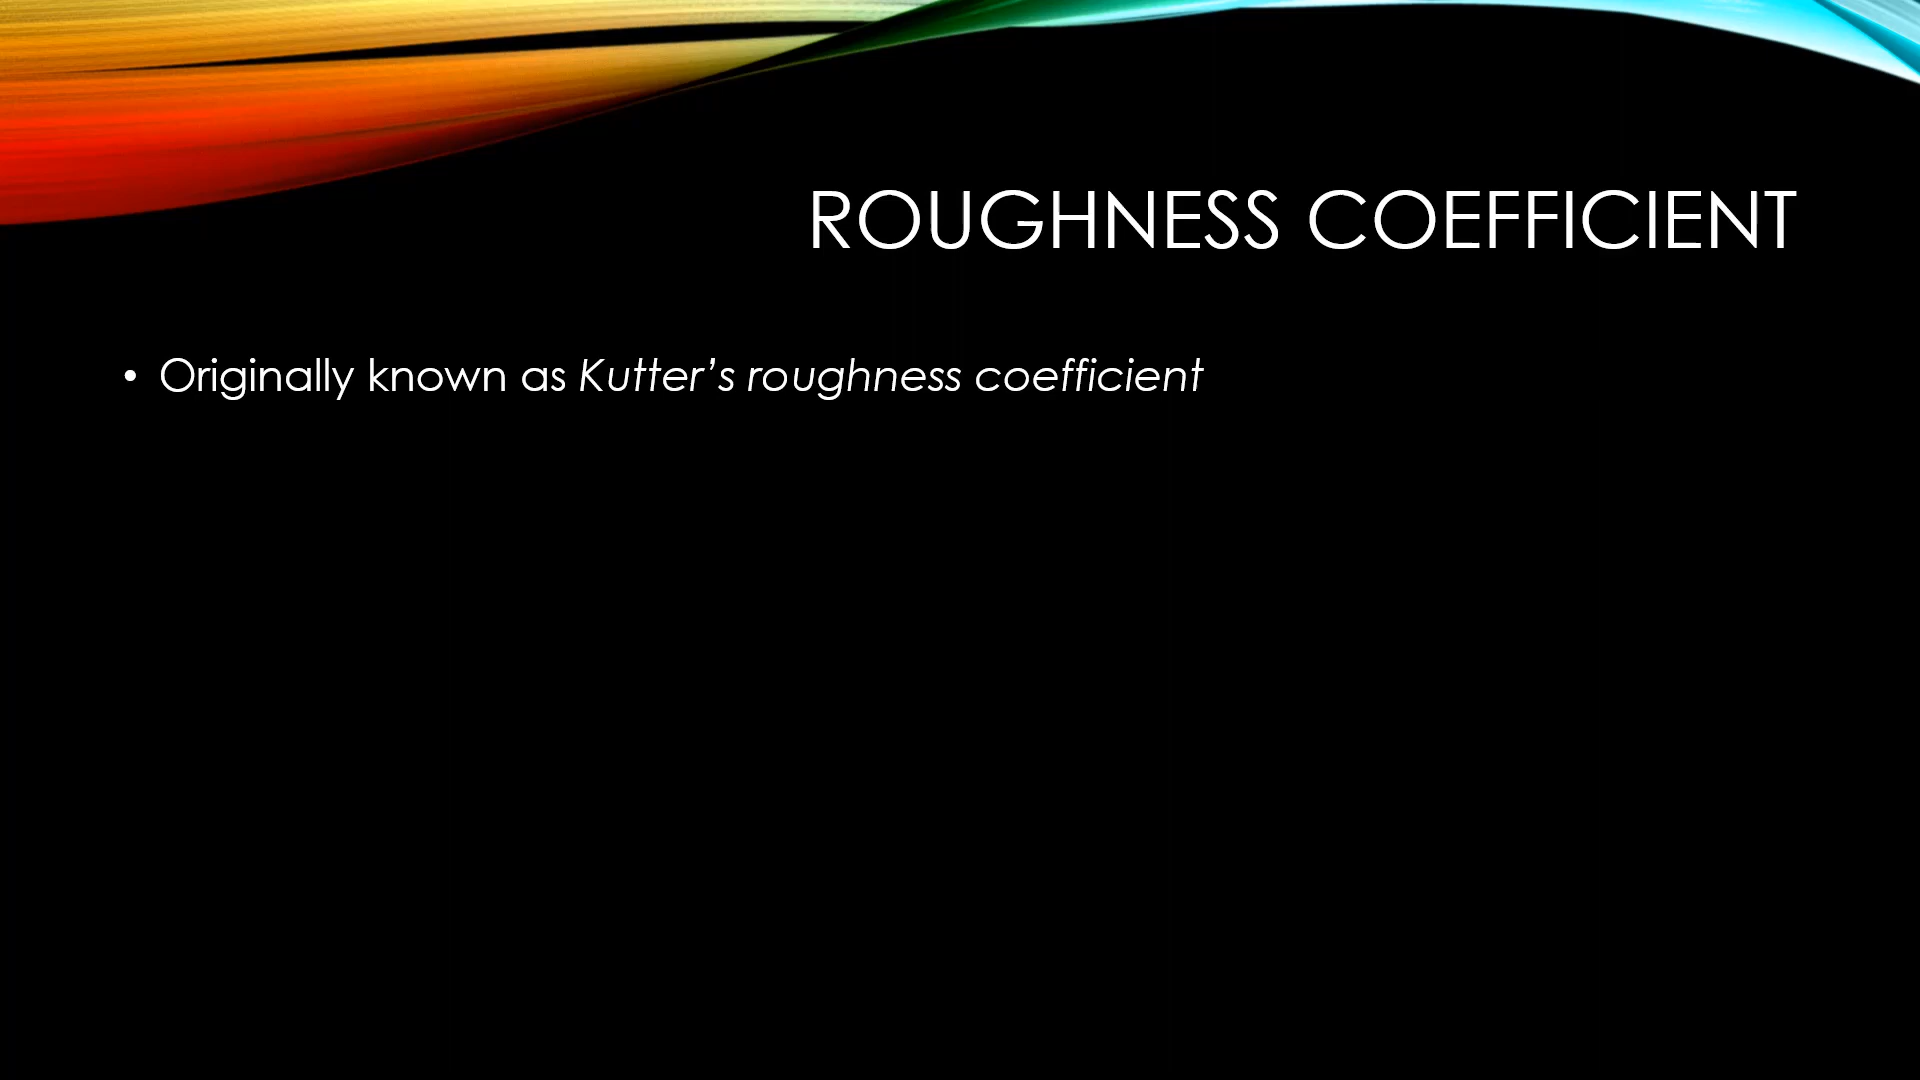 ROUGHNESS COEFFICIENT
• Originally known as Kutter’s roughness coefficient